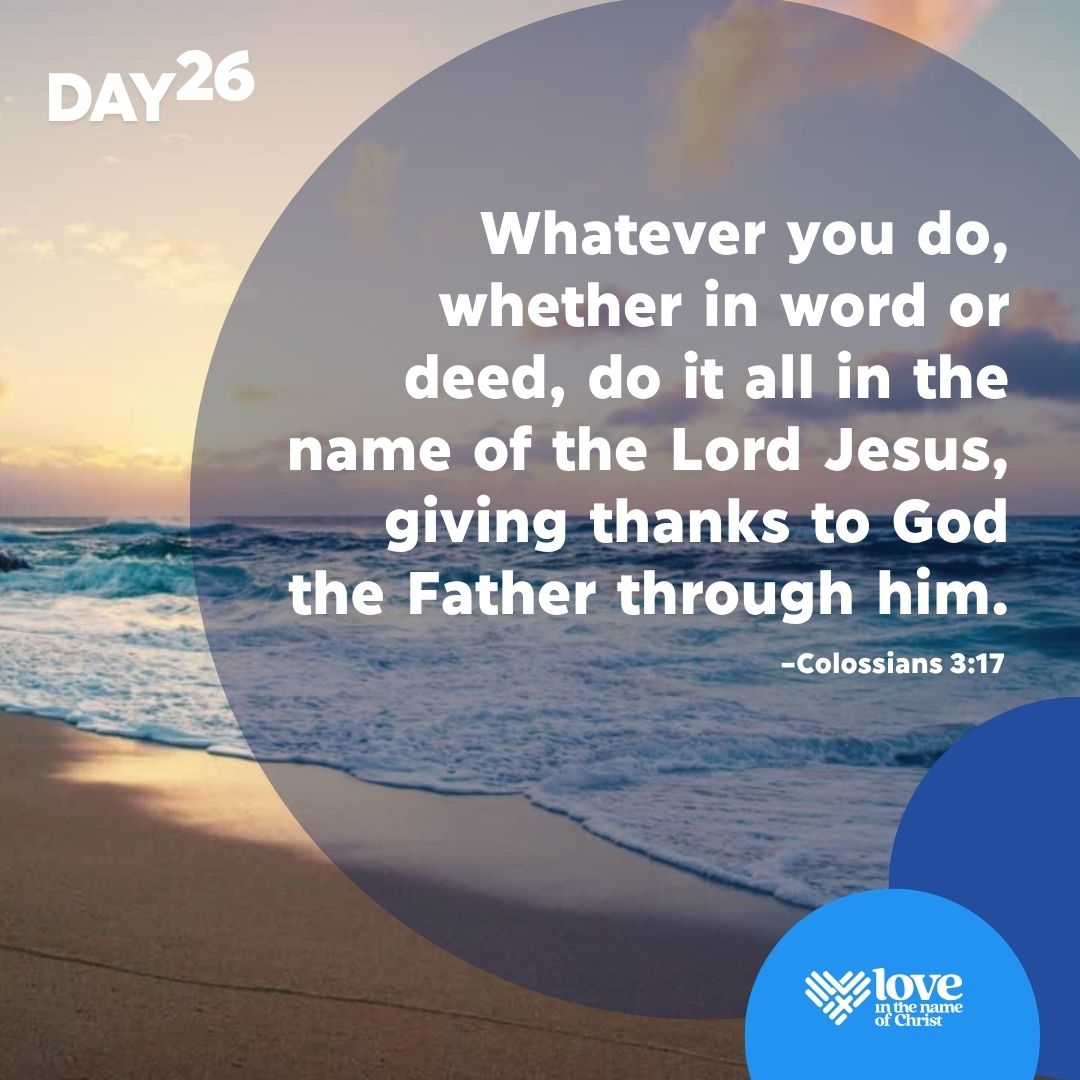 DAY26
Whatever you do,
whether in word or
deed, do it all in the
name of the Lord Jesus,
giving thanks to God
the Father through him.
–Colossians 3:17
love
in the name
of Christ